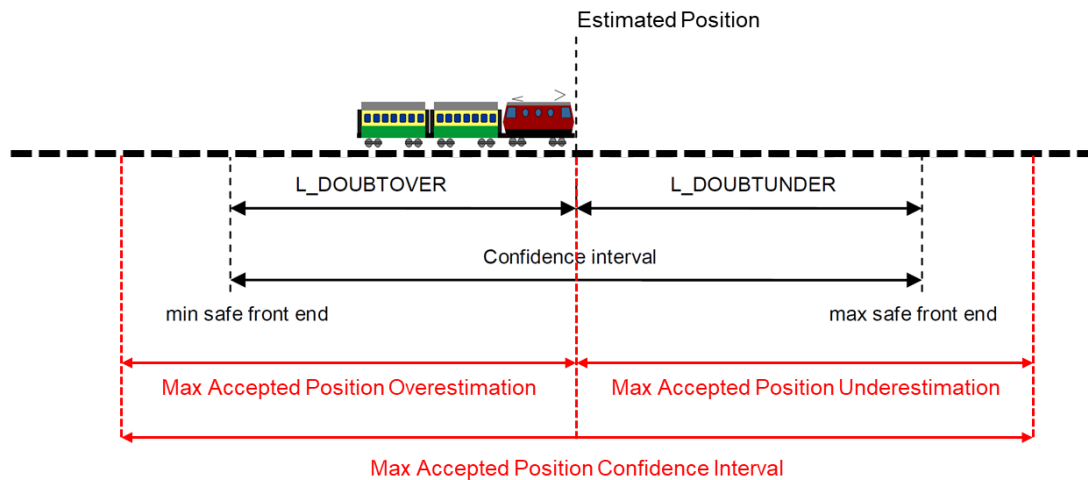 Estimated Position
L_DOUBTOVER
L_DOUBTUNDER
Confidence interval
min safe front end
max safe front end
Max Accepted Position Overestimation
Max Accepted Position Underestimation
Max Accepted Position Confidence Interval